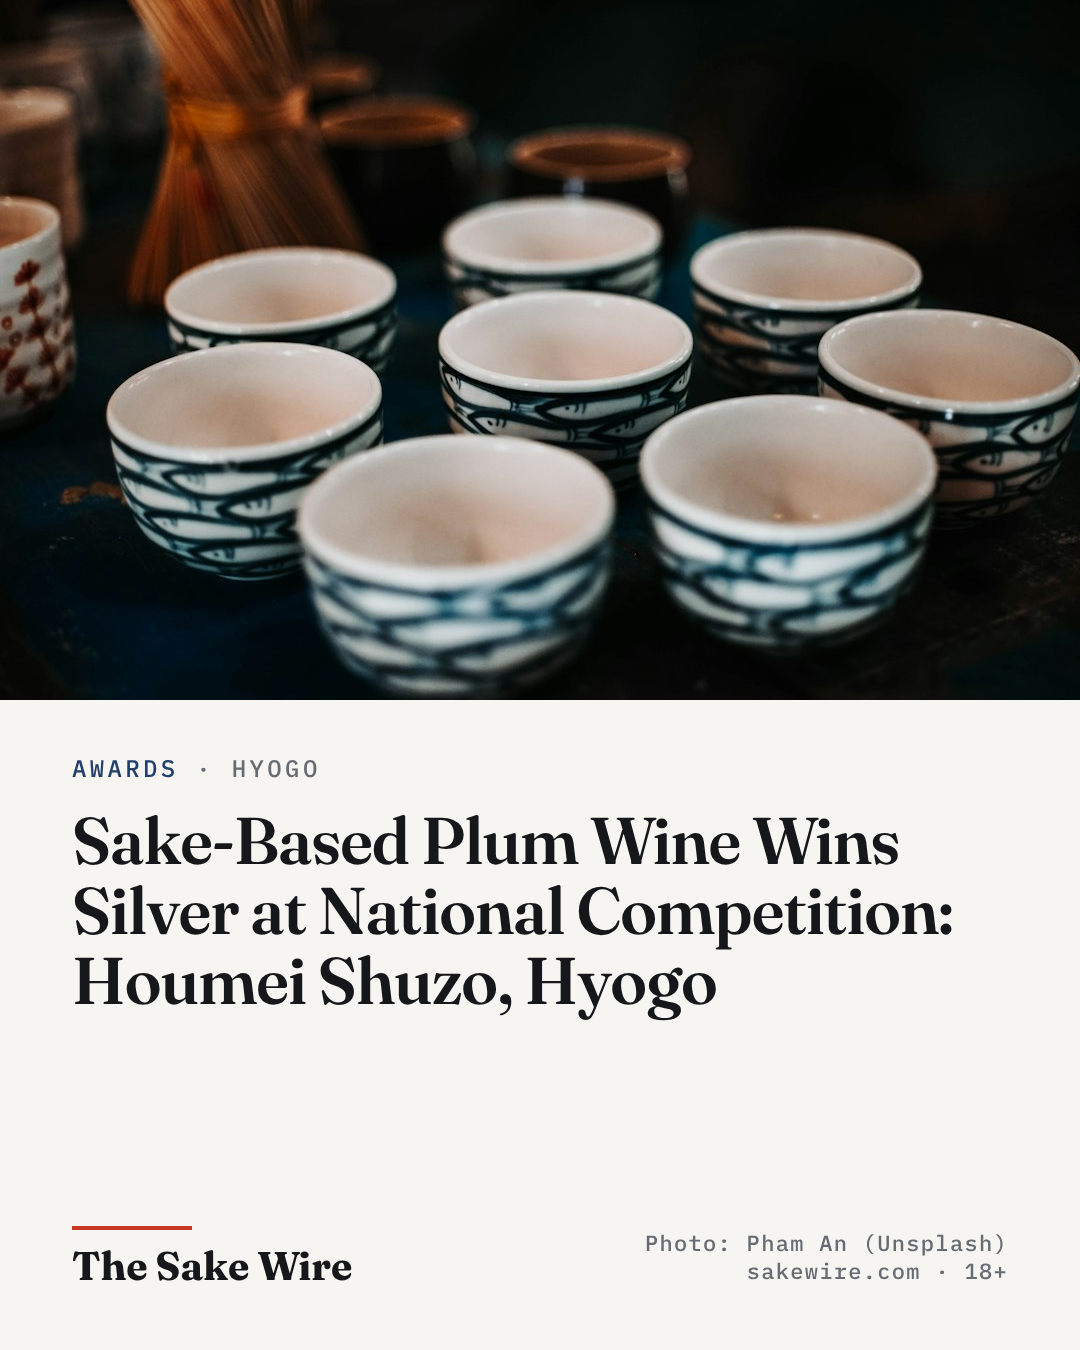 AWARDS · HYOGO
Sake-Based Plum Wine Wins
Silver at National Competition:
Houmei Shuzo, Hyogo
The Sake Wire
Photo: Pham An (Unsplash)
sakewire.com · 18+